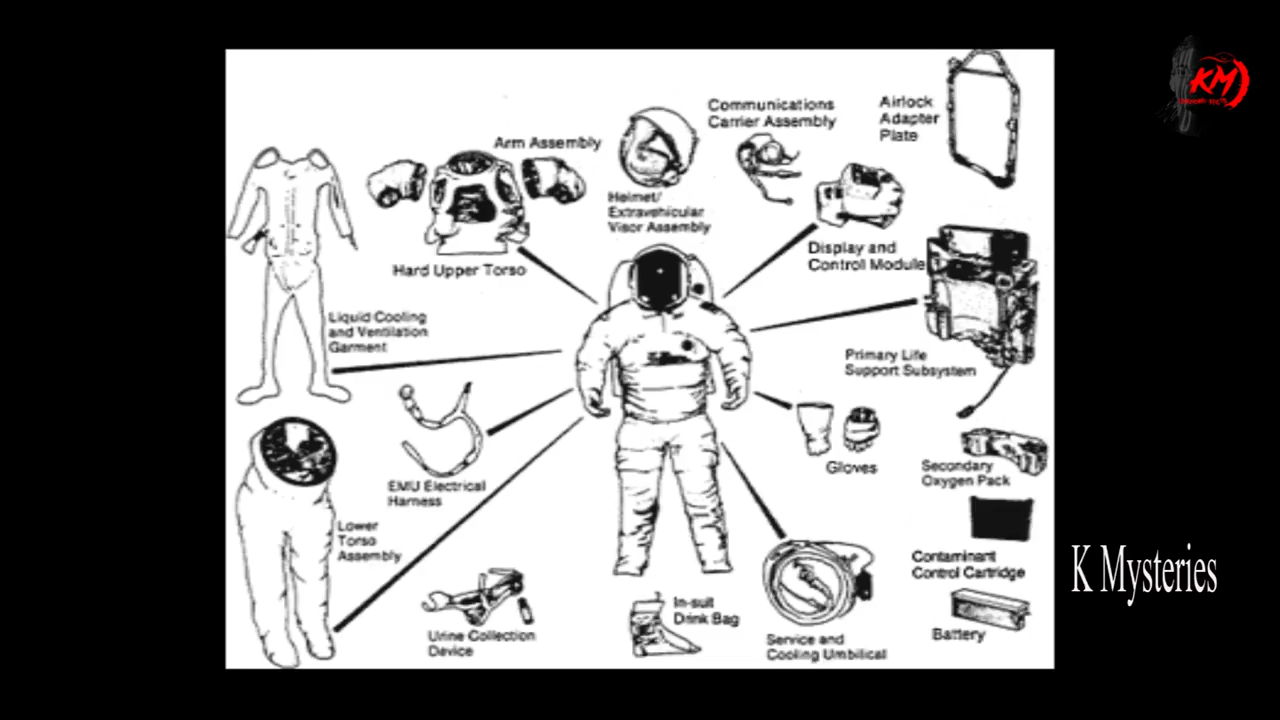 Communications
Carrier Assembly
Airlock
Adapter
Plate
KM
Arm Assembly
Helmet/
Extravehicular
Visor Assembly
Hard Upper Torso
Display and
Control Module
Liquid Cooling
and Ventilation
Garment
Primary Life
Support Subsystem
EMU Electrical
Harness
Gloves
Secondary
Oxygen Pack
Lower
Torso
Assembly
Contaminant
Control Cartridge
K Mysteries
In-suit
Drink Bag
Urine Collection
Device
Service and
Cooling Umbilical
Battery